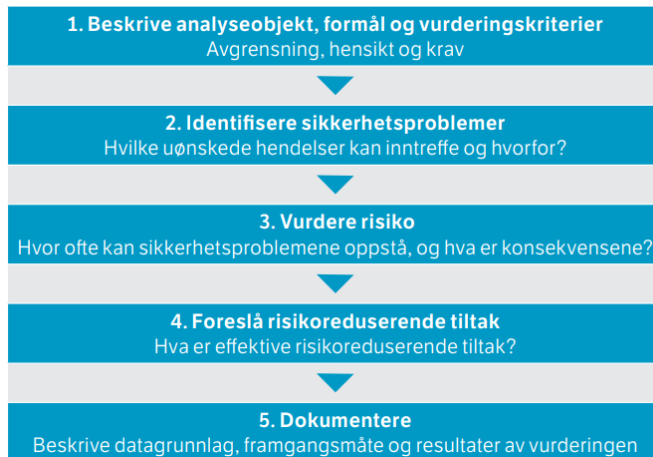 1. Beskrive analyseobjekt, formål og vurderingskriterier
Avgrensning, hensikt og krav
2. Identifisere sikkerhetsproblemer
Hvilke uønskede hendelser kan inntreffe og hvorfor?
3. Vurdere risiko
Hvor ofte kan sikkerhetsproblemene oppstå, og hva er konsekvensene?
4. Foreslå risikoreduserende tiltak
Hva er effektive risikoreduserende tiltak?
5. Dokumentere
Beskrive datagrunnlag, framgangsmåte og resultater av vurderingen